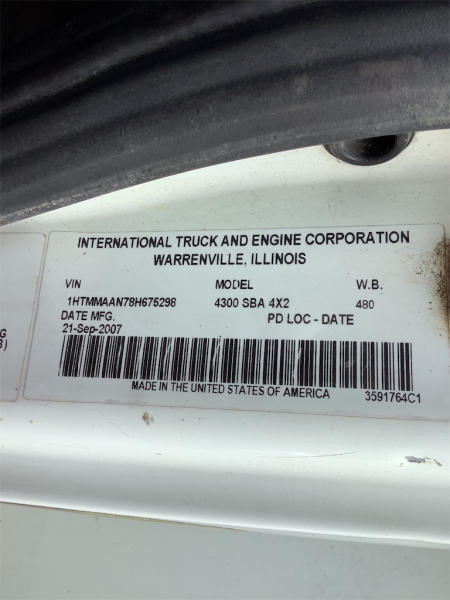 INTERNATIONAL TRUCK AND ENGINE CORPORATION
WARRENVILLE, ILLINOIS
VIN MODEL W.B.
1HTMMAAN78H675298 4300 SBA 4X2 480
DATE MFG. PD LOC - DATE
21-Sep-2007
MADE IN THE UNITED STATES OF AMERICA 3591764C1